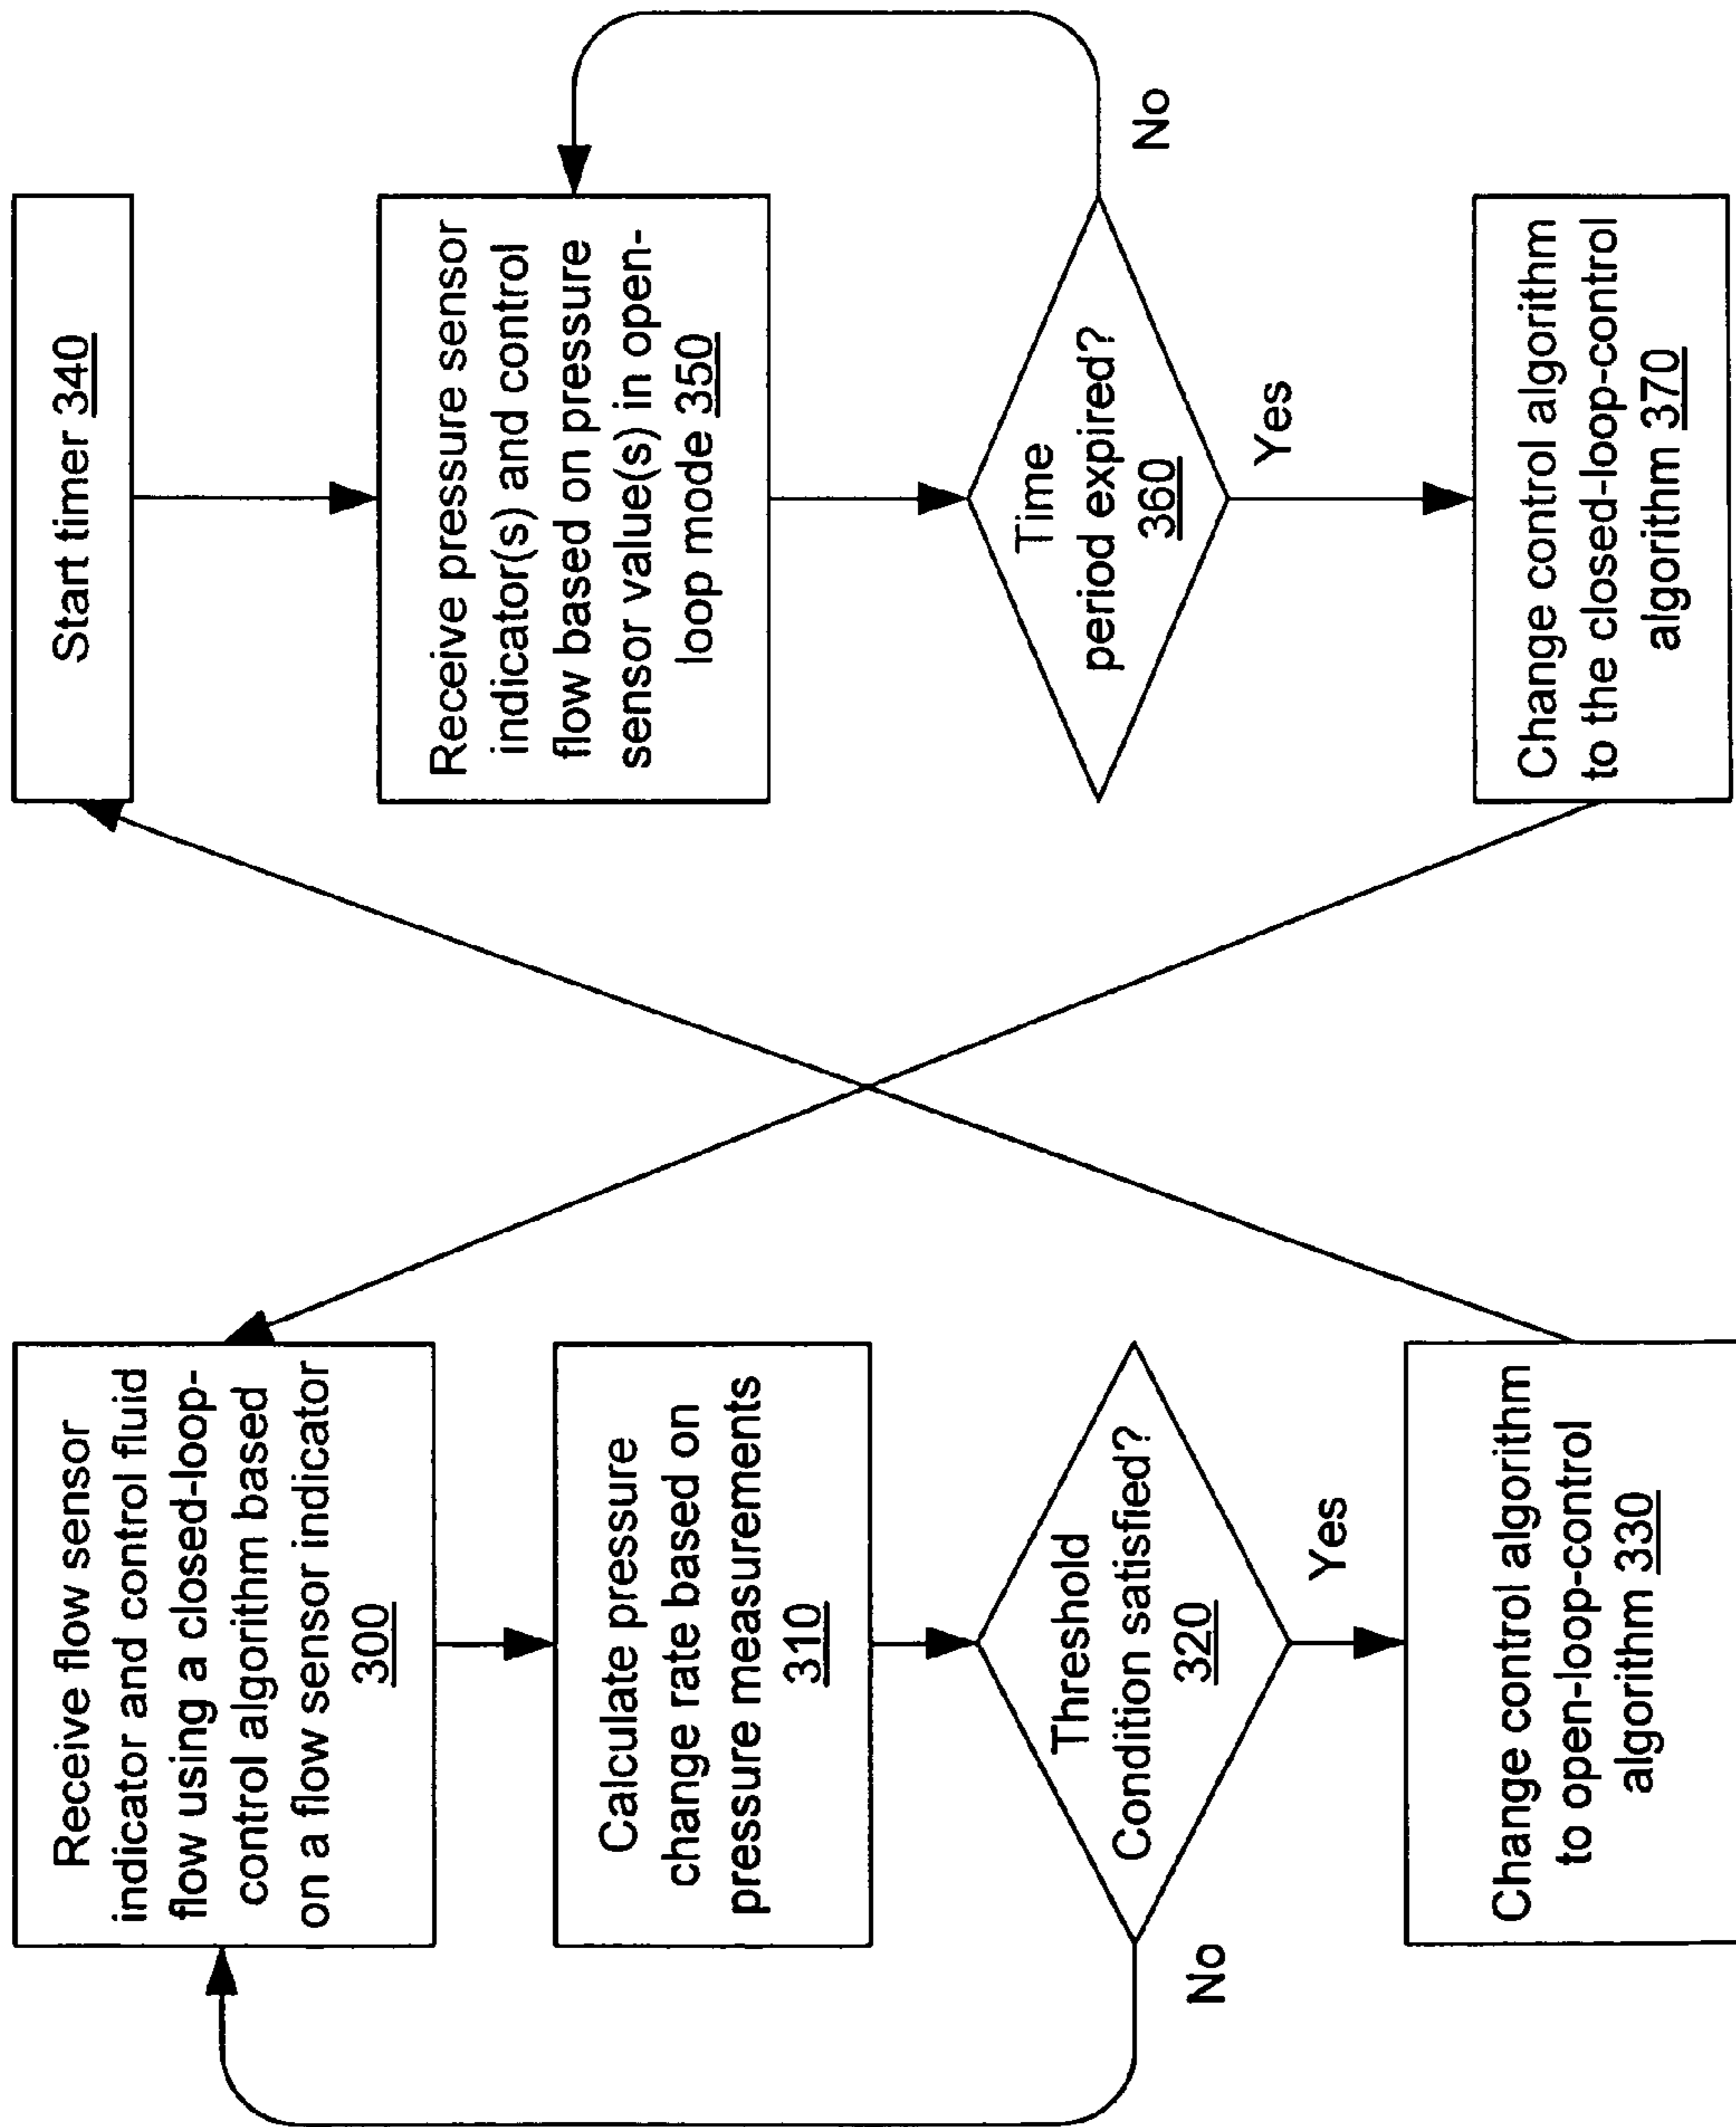 Receive flow sensor
indicator and control fluid
flow using a closed-loop-
control algorithm based
on a flow sensor indicator
300
Calculate pressure
change rate based on
pressure measurements
310
Threshold
Condition satisfied?
320
No
Yes
Change control algorithm
to open-loop-control
algorithm 330
Start timer 340
Receive pressure sensor
indicator(s) and control
flow based on pressure
sensor value(s) in open-
loop mode 350
Time
period expired?
360
No
Yes
Change control algorithm
to the closed-loop-control
algorithm 370